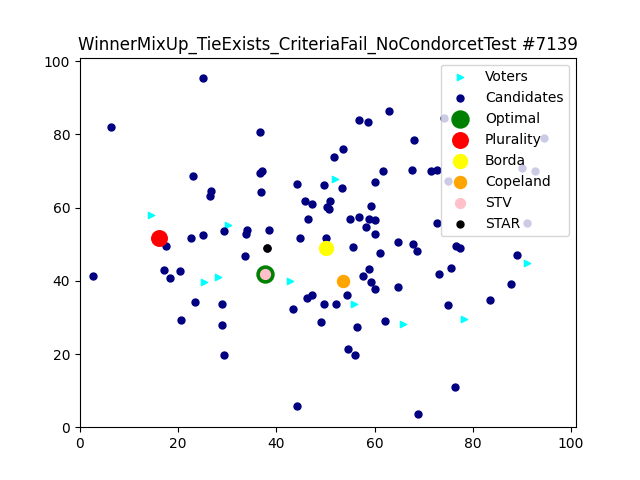 WinnerMixUp_TieExists_CriteriaFail_NoCondorcetTest #7139
100
80
60
40
20
0
0 20 40 60 80 100
Voters
Candidates
Optimal
Plurality
Borda
Copeland
STV
STAR